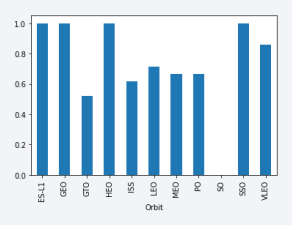 1.0
0.8
0.6
0.4
0.2
0.0
ES-L1
GEO
GTO
HEO
ISS
LEO
MEO
PO
SO
SSO
VLEO
Orbit